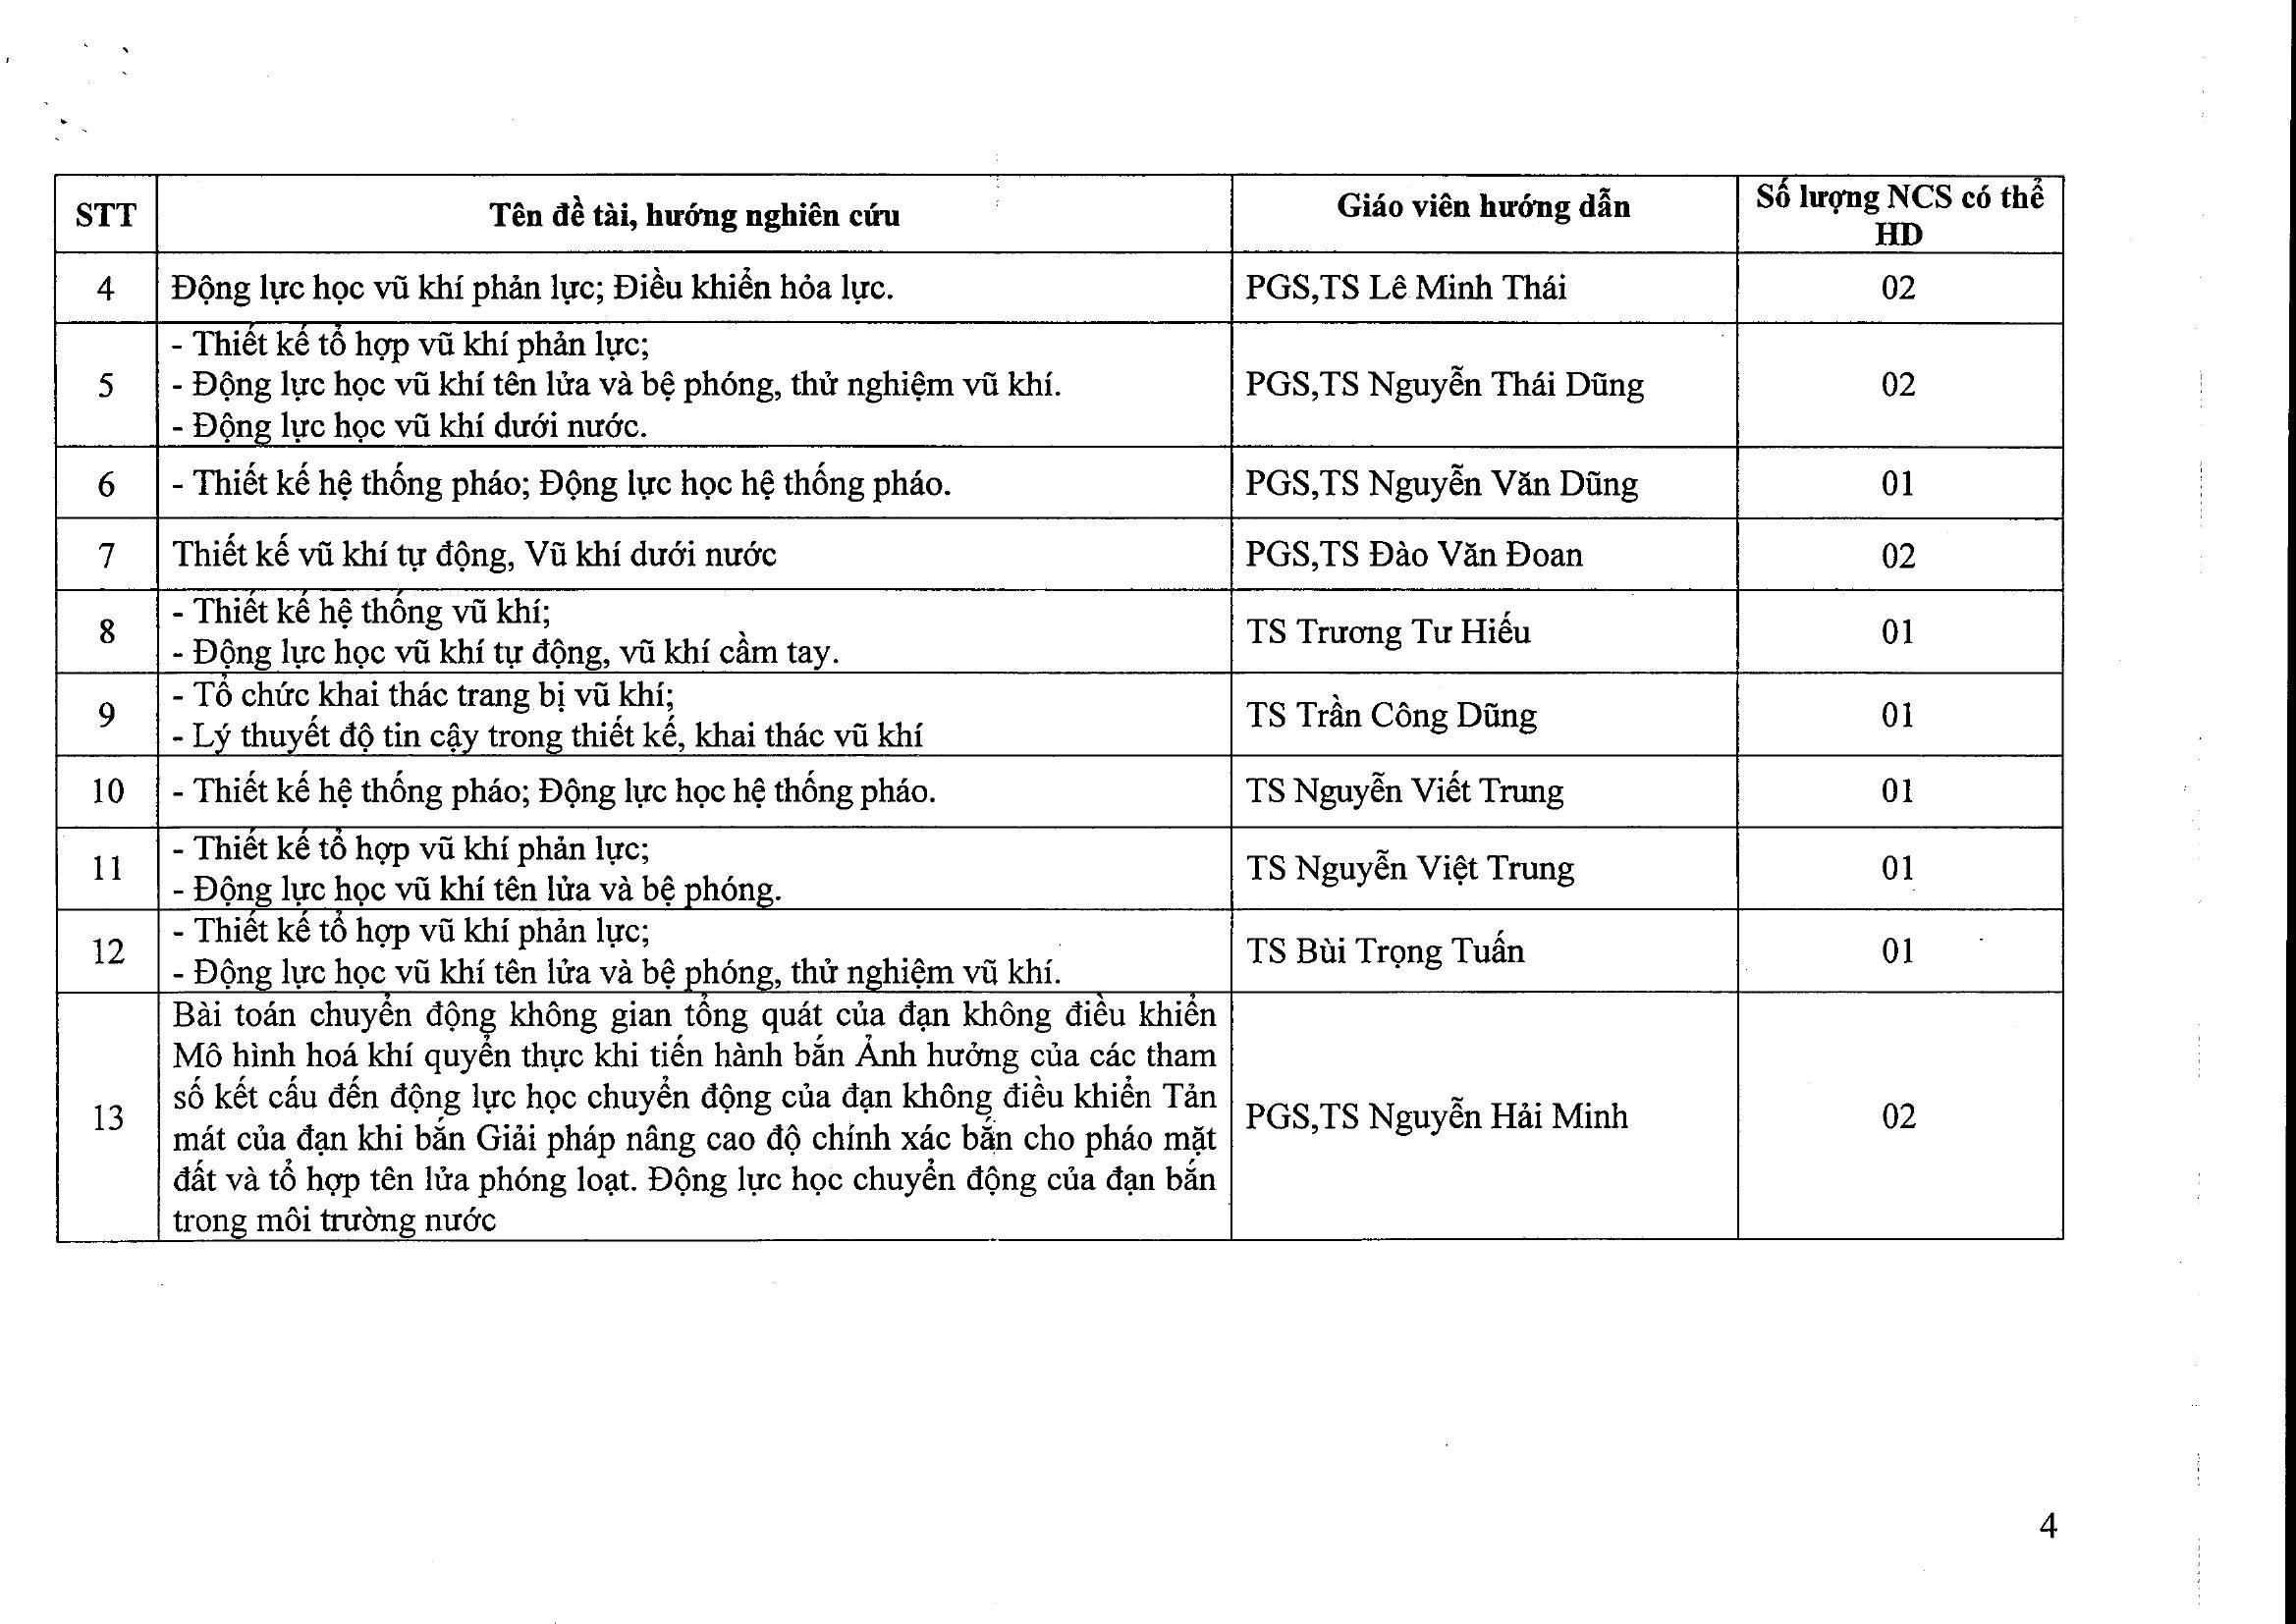 STT
Tên đề tài, hướng nghiên cứu
Giáo viên hướng dẫn
Số lượng NCS có thể
HD
4
Động lực học vũ khí phản lực; Điều khiển hỏa lực.
PGS,TS Lê Minh Thái
02
5
- Thiết kế tổ hợp vũ khí phản lực;
- Động lực học vũ khí tên lửa và bệ phóng, thử nghiệm vũ khí.
- Động lực học vũ khí dưới nước.
PGS,TS Nguyễn Thái Dũng
02
6
- Thiết kế hệ thống pháo; Động lực học hệ thống pháo.
PGS,TS Nguyễn Văn Dũng
01
7
Thiết kế vũ khí tự động, Vũ khí dưới nước
PGS,TS Đào Văn Đoan
02
8
- Thiết kế hệ thống vũ khí;
- Động lực học vũ khí tự động, vũ khí cầm tay.
TS Trương Tư Hiếu
01
9
- Tổ chức khai thác trang bị vũ khí;
- Lý thuyết độ tin cậy trong thiết kế, khai thác vũ khí
TS Trần Công Dũng
01
10
- Thiết kế hệ thống pháo; Động lực học hệ thống pháo.
TS Nguyễn Viết Trung
01
11
- Thiết kế tổ hợp vũ khí phản lực;
- Động lực học vũ khí tên lửa và bệ phóng.
TS Nguyễn Việt Trung
01
12
- Thiết kế tổ hợp vũ khí phản lực;
- Động lực học vũ khí tên lửa và bệ phóng, thử nghiệm vũ khí.
TS Bùi Trọng Tuấn
01
13
Bài toán chuyển động không gian tổng quát của đạn không điều khiển
Mô hình hoá khí quyển thực khi tiến hành bắn Ảnh hưởng của các tham
số kết cấu đến động lực học chuyển động của đạn không điều khiển Tản
mát của đạn khi bắn Giải pháp nâng cao độ chính xác bắn cho pháo mặt
đất và tổ hợp tên lửa phóng loạt. Động lực học chuyển động của đạn bắn
trong môi trường nước
PGS,TS Nguyễn Hải Minh
02
4